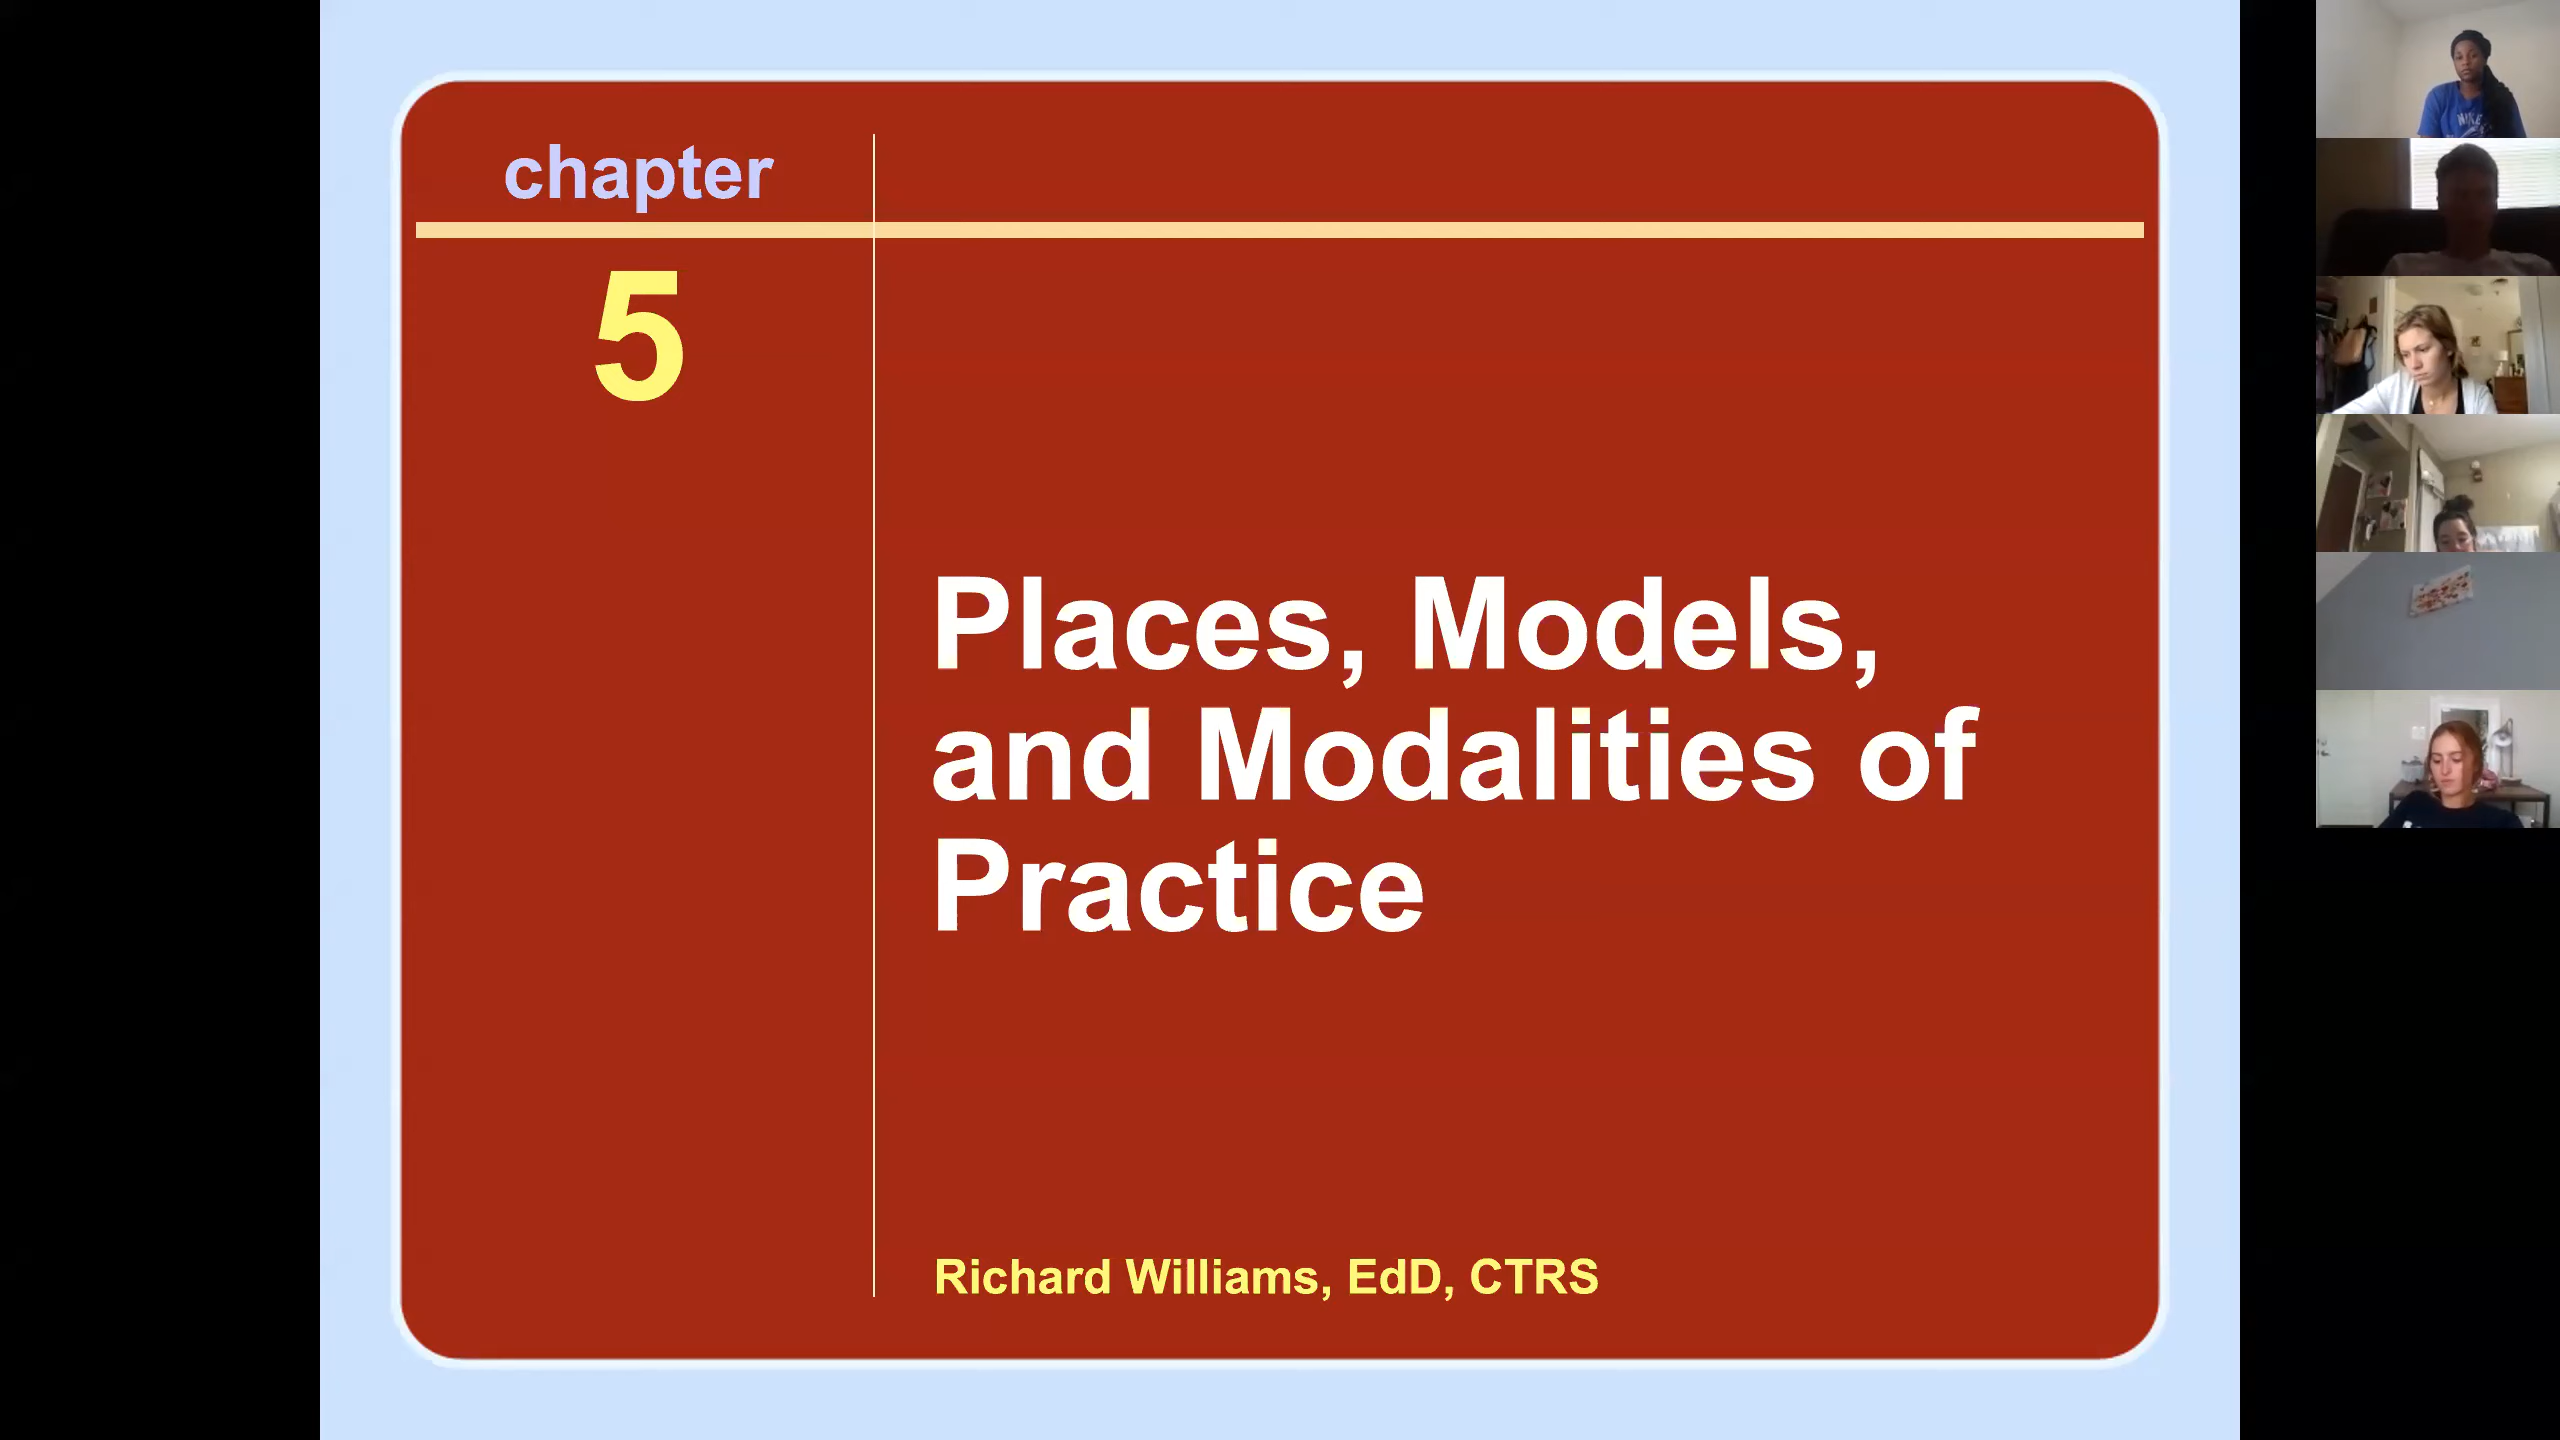 chapter
5
Places, Models,
and Modalities of
Practice
Richard Williams, EdD, CTRS